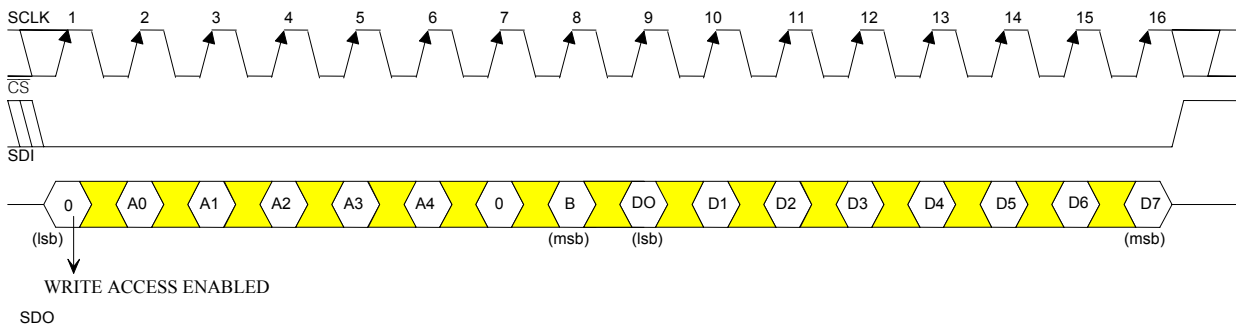 SCLK 1 2 3 4 5 6 7 8 9 10 11 12 13 14 15 16
CS
SDI
0 A0 A1 A2 A3 A4 0 B DO D1 D2 D3 D4 D5 D6 D7
(lsb) (msb) (lsb) (msb)
WRITE ACCESS ENABLED
SDO